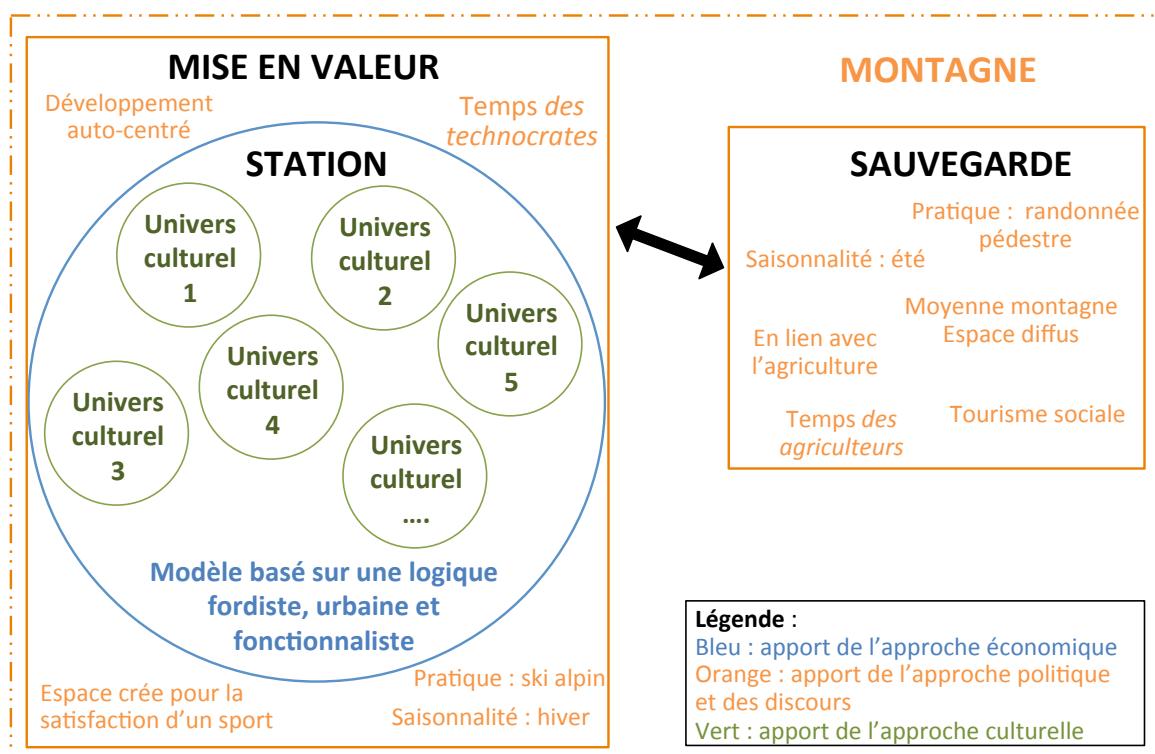 MISE EN VALEUR
Développement
auto-centré
Temps des
technocrates
STATION
Univers
culturel
1
Univers
culturel
2
Univers
culturel
5
Univers
culturel
4
Univers
culturel
3
Univers
culturel
....
Modèle basé sur une logique
fordiste, urbaine et
fonctionnaliste
Espace crée pour la
satisfaction d'un sport
Pratique : ski alpin
Saisonnalité : hiver
MONTAGNE
SAUVEGARDE
Pratique : randonnée
pédestre
Saisonnalité : été
Moyenne montagne
Espace diffus
En lien avec
l'agriculture
Temps des
agriculteurs
Tourisme sociale
Légende :
Bleu : apport de l'approche économique
Orange : apport de l'approche politique
et des discours
Vert : apport de l'approche culturelle